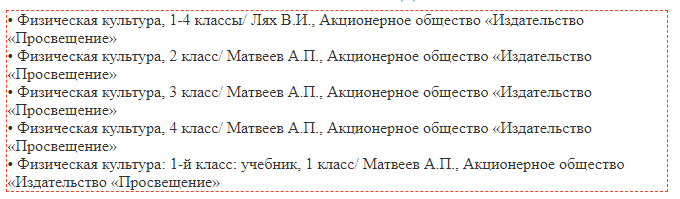 • Физическая культура, 1-4 классы/ Лях В.И., Акционерное общество «Издательство
«Просвещение»
• Физическая культура, 2 класс/ Матвеев А.П., Акционерное общество «Издательство
«Просвещение»
• Физическая культура, 3 класс/ Матвеев А.П., Акционерное общество «Издательство
«Просвещение»
• Физическая культура, 4 класс/ Матвеев А.П., Акционерное общество «Издательство
«Просвещение»
• Физическая культура: 1-й класс: учебник, 1 класс/ Матвеев А.П., Акционерное общество
«Издательство «Просвещение»